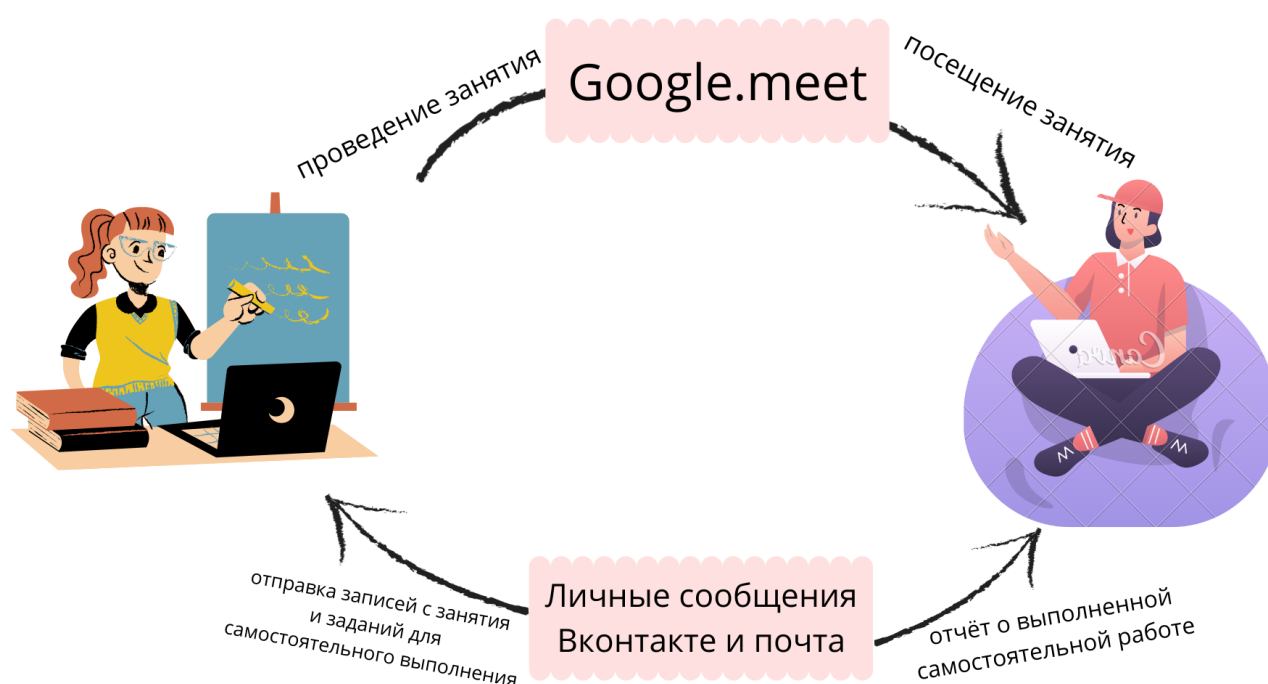 Google.meet
проведение занятия
посещение занятия
Canva
отправка записей с занятия
и заданий для
самостоятельного выполнения
Личные сообщения
Вконтакте и почта
отчёт о выполненной
самостоятельной работе